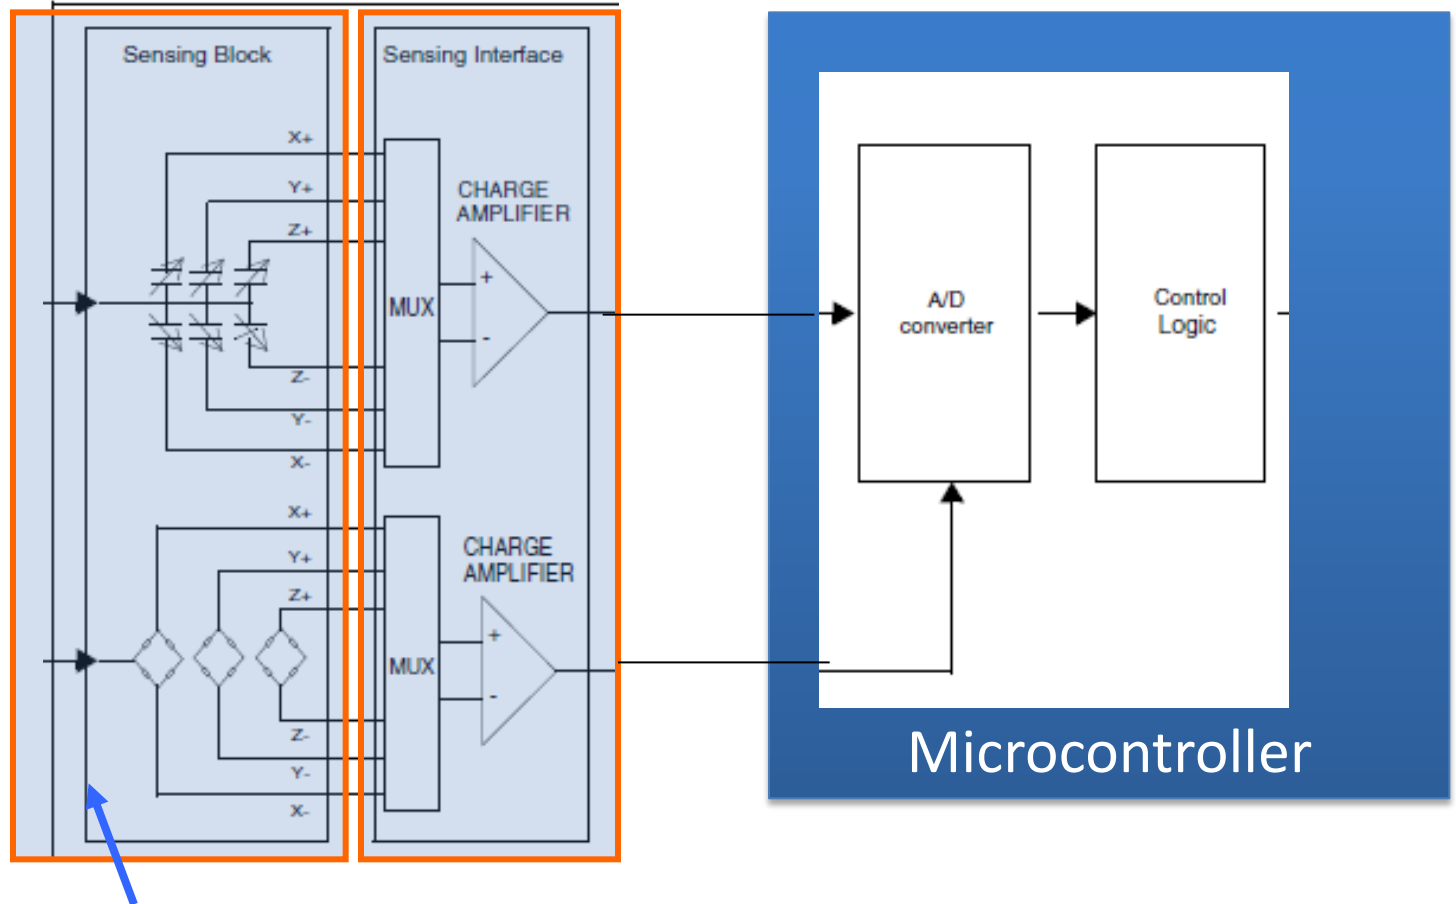 Sensing Block
Sensing Interface
X+
Y+
Z+
Z-
Y-
X-
MUX
CHARGE
AMPLIFIER
+
-
X+
Y+
Z+
Z-
Y-
X-
MUX
CHARGE
AMPLIFIER
+
-
A/D
converter
Control
Logic
Microcontroller